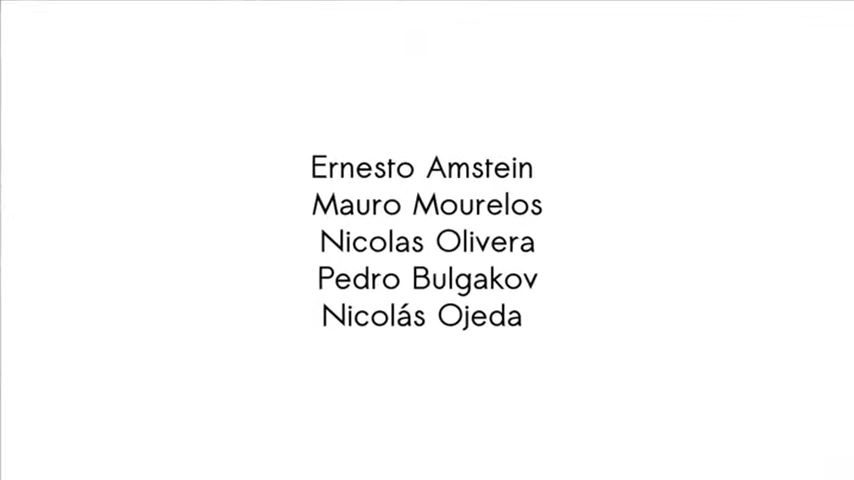 Ernesto Amstein
Mauro Mourelos
Nicolas Olivera
Pedro Bulgakov
Nicolás Ojeda